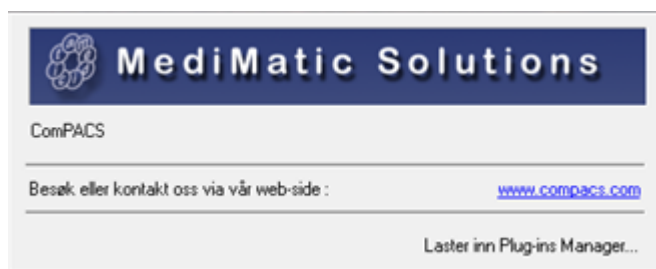 MediMatic Solutions
ComPACS
Besøk eller kontakt oss via vår web-side : www.compacs.com
Laster inn Plug-ins Manager...